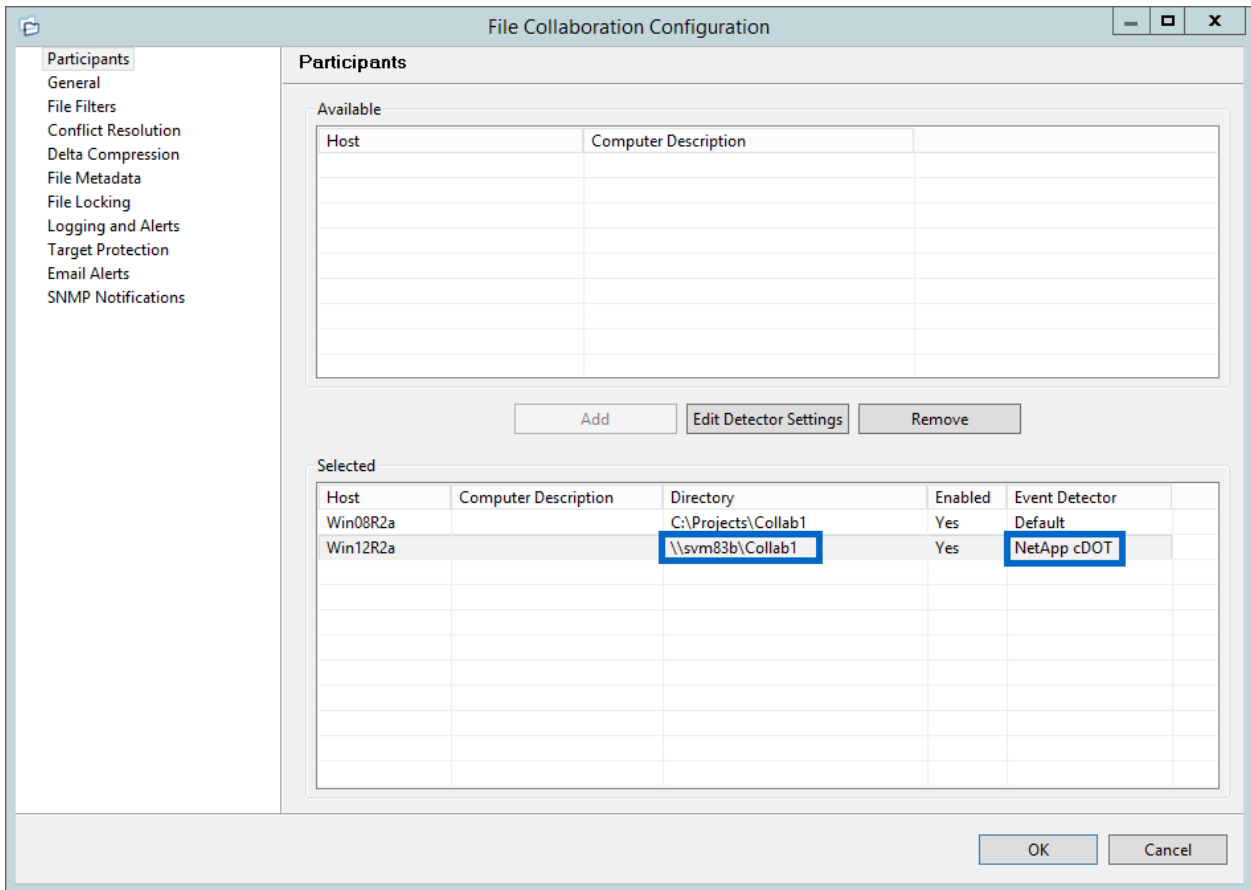 File Collaboration Configuration
Participants
General
File Filters
Conflict Resolution
Delta Compression
File Metadata
File Locking
Logging and Alerts
Target Protection
Email Alerts
SNMP Notifications
Participants
Available
Host Computer Description
Add Edit Detector Settings Remove
Selected
Host Computer Description Directory Enabled Event Detector
Win08R2a C:\Projects\Collab1 Yes Default
Win12R2a \\svm83b\Collab1 Yes NetApp cDOT
OK Cancel